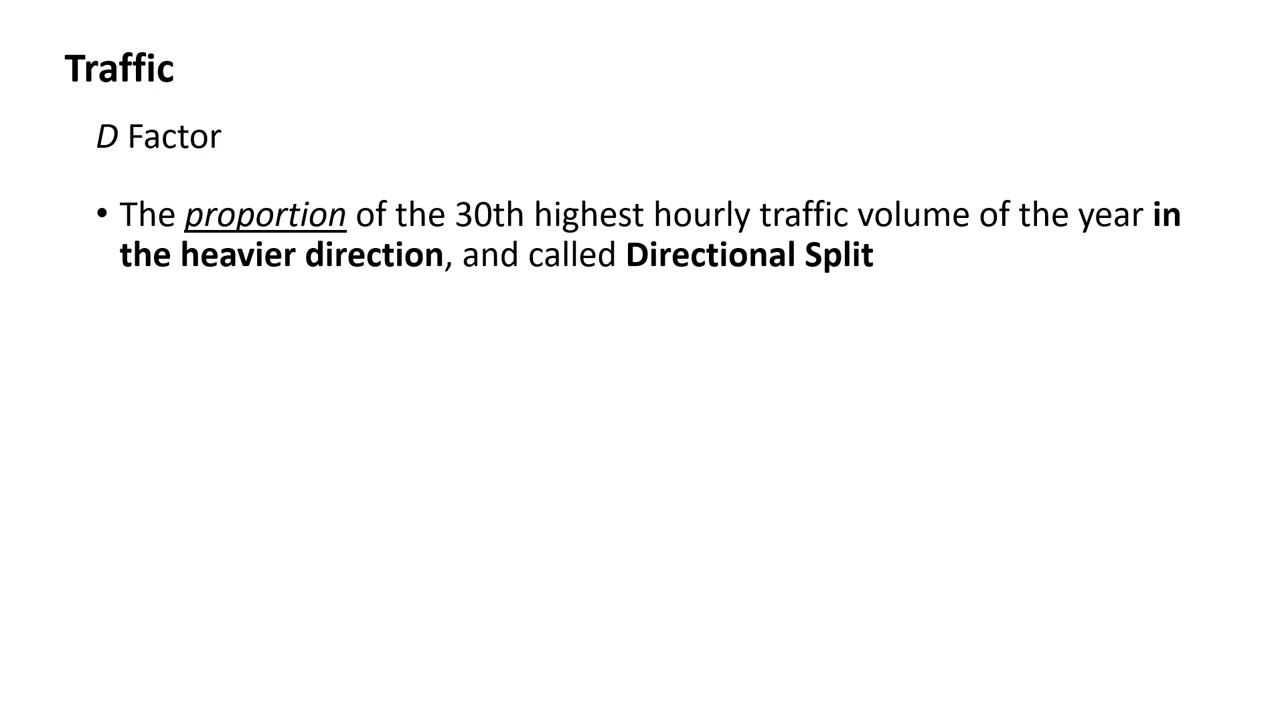 Traffic
D Factor
• The proportion of the 30th highest hourly traffic volume of the year in
the heavier direction, and called Directional Split